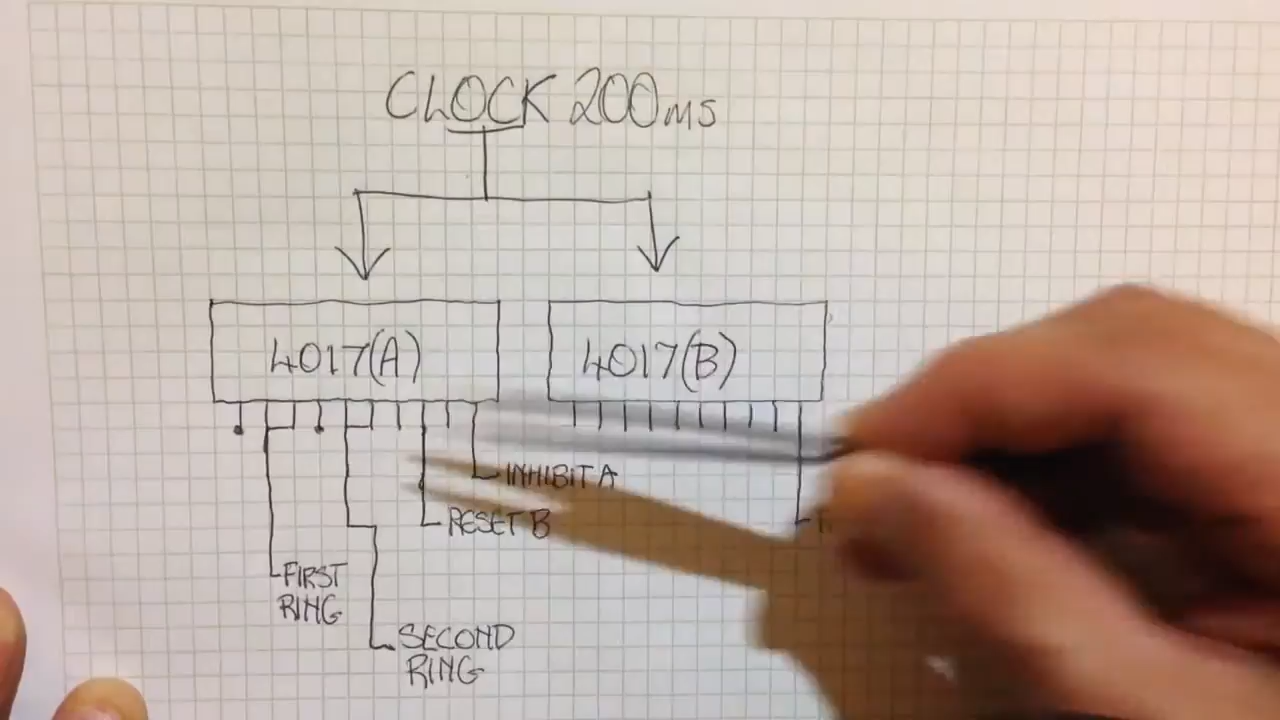 CLOCK 200ms
4017(A)
4017(B)
INHIBIT A
RESET B
FIRST
RING
SECOND
RING